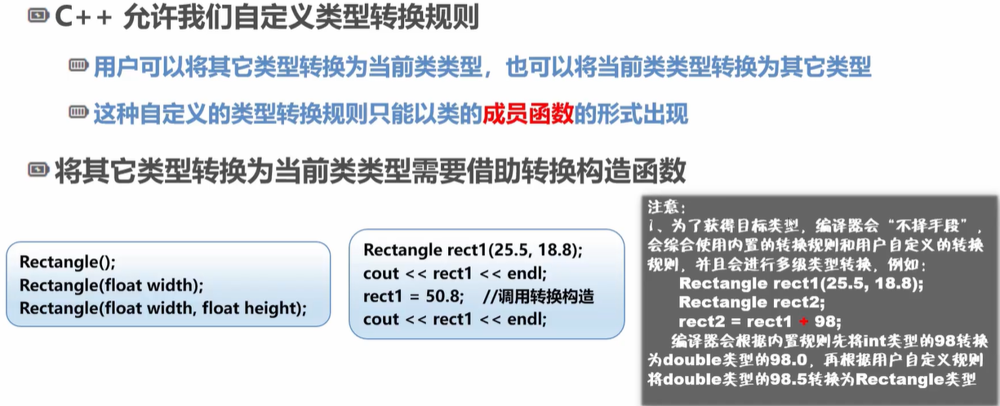 C++ 允许我们自定义类型转换规则
用户可以将其它类型转换为当前类类型，也可以将当前类类型转换为其它类型
这种自定义的类型转换规则只能以类的成员函数的形式出现
将其它类型转换为当前类类型需要借助转换构造函数
Rectangle();
Rectangle(float width);
Rectangle(float width, float height);
Rectangle rect1(25.5, 18.8);
cout << rect1 << endl;
rect1 = 50.8; //调用转换构造
cout << rect1 << endl;
注意：
1、为了获得目标类型，编译器会“不择手段”，
会综合使用内置的转换规则和用户自定义的转换
规则，并且会进行多级类型转换，例如：
Rectangle rect1(25.5, 18.8);
Rectangle rect2;
rect2 = rect1 + 98;
编译器会根据内置规则先将int类型的98转换
为double类型的98.0，再根据用户自定义规则
将double类型的98.5转换为Rectangle类型